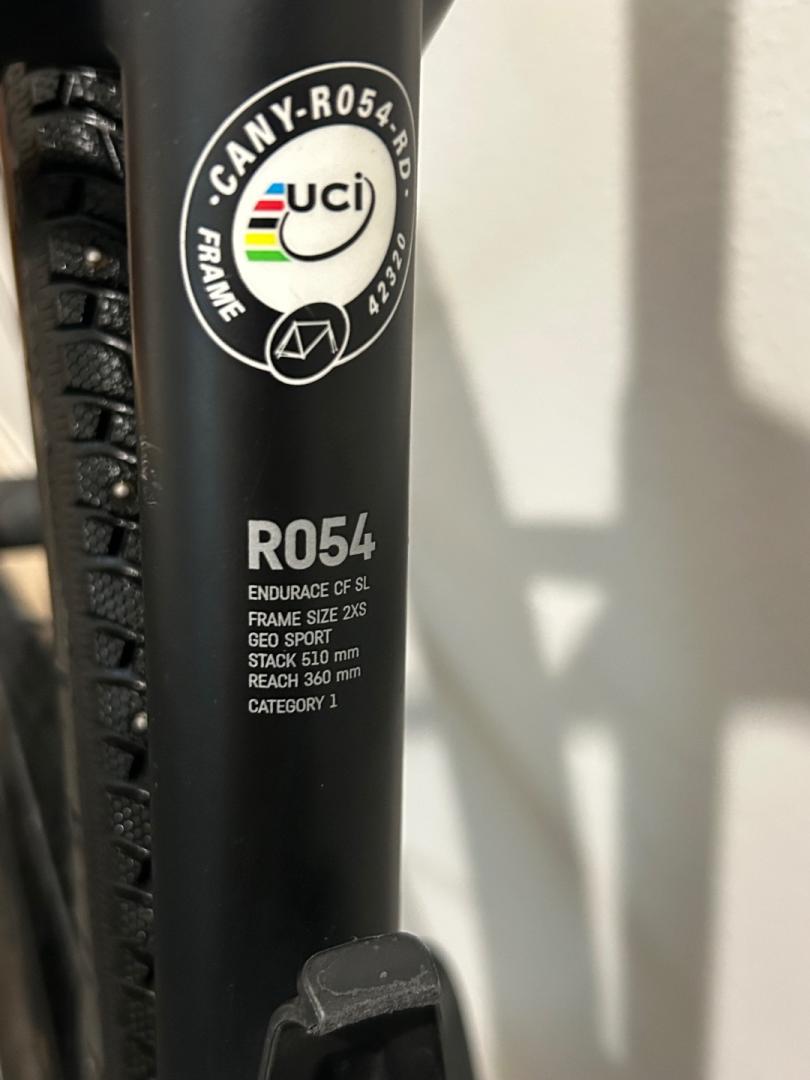 ·CANY-R054-RD·
uci
FRAME
42320
R054
ENDURACE CF SL
FRAME SIZE 2XS
GEO SPORT
STACK 510 mm
REACH 360 mm
CATEGORY 1